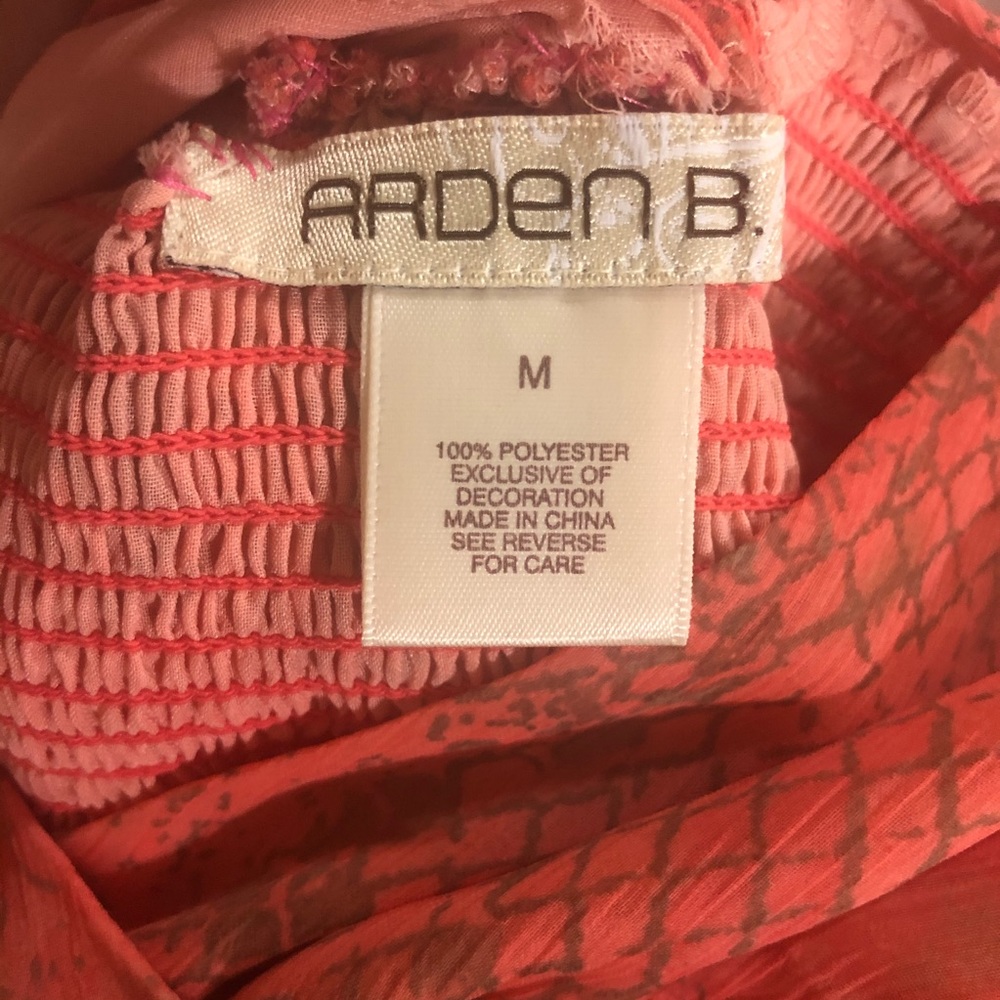 ARDEN B.
M
100% POLYESTER
EXCLUSIVE OF
DECORATION
MADE IN CHINA
SEE REVERSE
FOR CARE